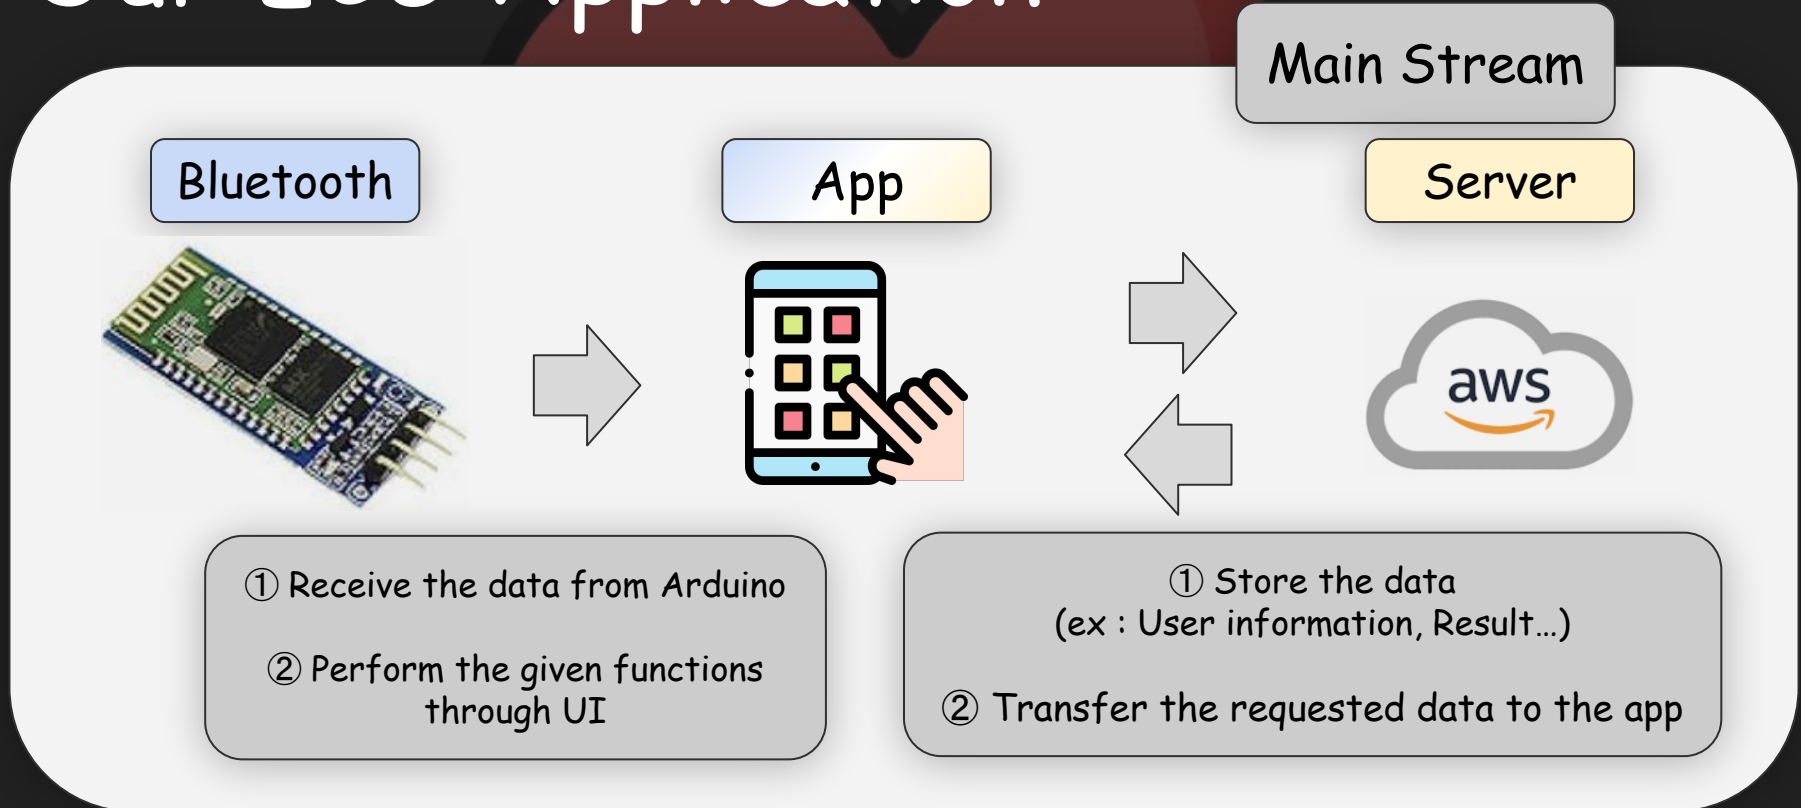 Application
Main Stream
Bluetooth
App
Server
aws
① Receive the data from Arduino
② Perform the given functions
through UI
① Store the data
(ex : User information, Result...)
② Transfer the requested data to the app